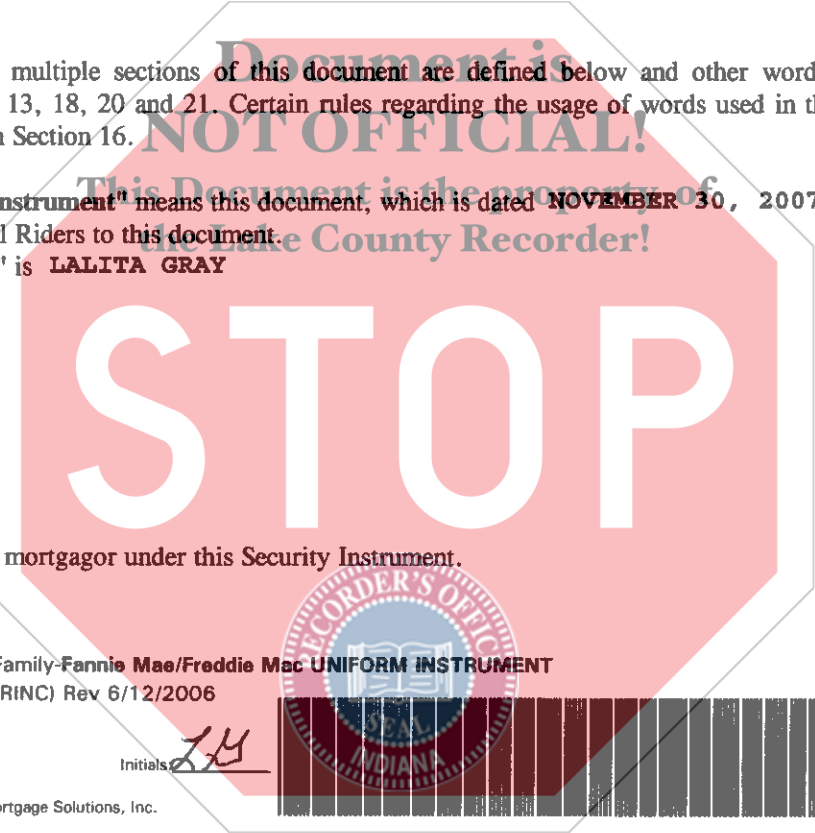 Document is
multiple sections of this document are defined below and other word
13, 18, 20 and 21. Certain rules regarding the usage of words used in th
n Section 16.
NOT OFFICIAL!
This Document is the property of
nstrument" means this document, which is dated NOVEMBER 30, 2007
l Riders to this document.
the Lake County Recorder!
" is LALITA GRAY
STOP
mortgagor under this Security Instrument.
RECORDER'S OFFICE
Family-Fannie Mae/Freddie Mac UNIFORM INSTRUMENT
RINC) Rev 6/12/2006
SEAL
INDIANA
Initials: LG
ortgage Solutions, Inc.